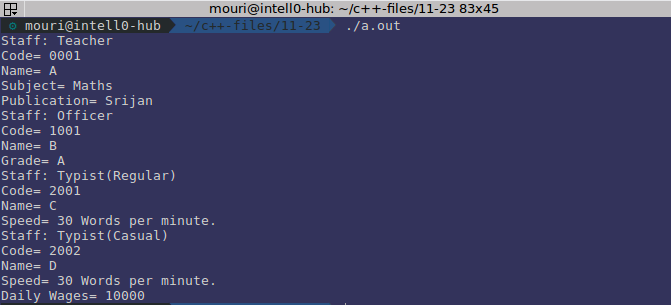 mouri@intell0-hub: ~/c++-files/11-23 83x45
mouri@intell0-hub ~/c++-files/11-23 ./a.out
Staff: Teacher
Code= 0001
Name= A
Subject= Maths
Publication= Srijan
Staff: Officer
Code= 1001
Name= B
Grade= A
Staff: Typist(Regular)
Code= 2001
Name= C
Speed= 30 Words per minute.
Staff: Typist(Casual)
Code= 2002
Name= D
Speed= 30 Words per minute.
Daily Wages= 10000